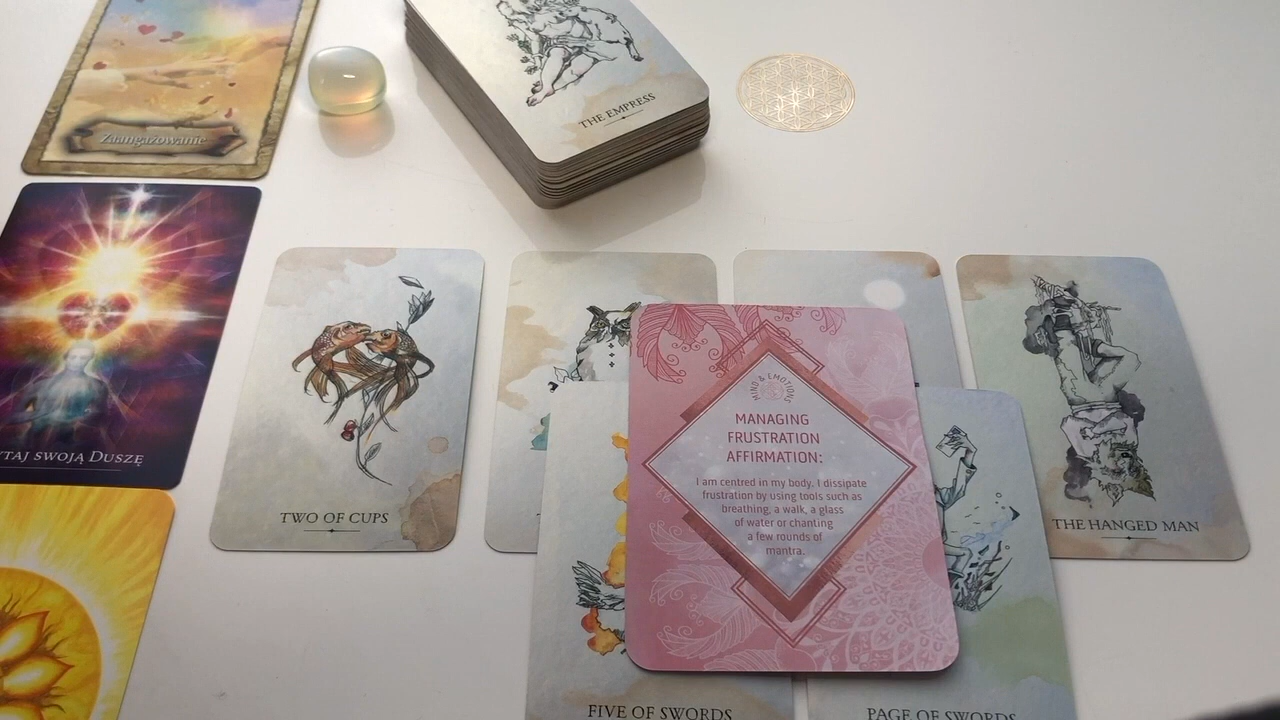 Zaangażowanie
THE EMPRESS
YTAJ SWOJĄ DUSZĘ
TWO OF CUPS
MIND & EMOTIONS
MANAGING
FRUSTRATION
AFFIRMATION:
I am centred in my body. I dissipate
frustration by using tools such as
breathing, a walk, a glass
of water or chanting
a few rounds of
mantra.
THE HANGED MAN
FIVE OF SWORDS
PAGE OF SWORDS